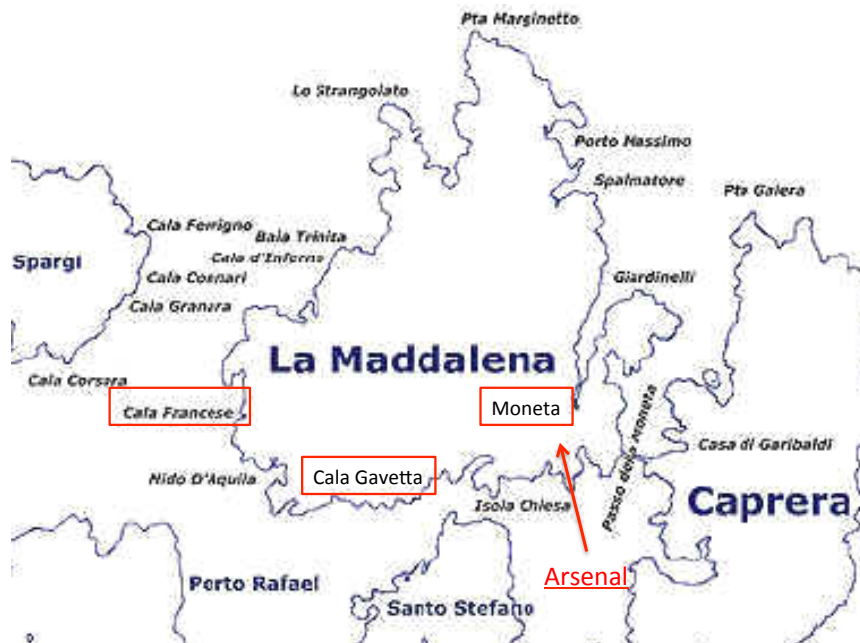 Pta Marginetto
Lo Strangolato
Porto Massimo
Spalmatore
Pta Galera
Cala Ferrigno
Baia Trinita
Cala d'Inferno
Spargi
Cala Connari
Giardinelli
Cala Granara
La Maddalena
Cala Corsara
Cala Francese
Moneta
Passo della Moneta
Casa di Garibaldi
Nido D'Aquila
Cala Gavetta
Isola Chiesa
Caprera
Arsenal
Porto Rafael
Santo Stefano